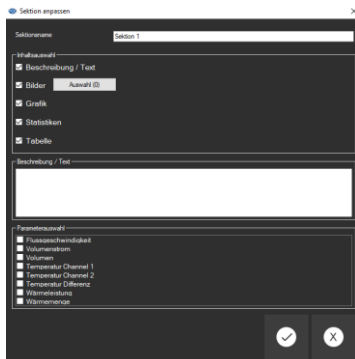 Sektion anpassen
Sektionsname Sektion 1
Inhaltsauswahl
Beschreibung / Text
Bilder Auswahl (0)
Grafik
Statistiken
Tabelle
Beschreibung / Text
Parameterauswahl
Flussgeschwindigkeit
Volumenstrom
Volumen
Temperatur Channel 1
Temperatur Channel 2
Temperatur Differenz
Wärmeleistung
Wärmemenge
X